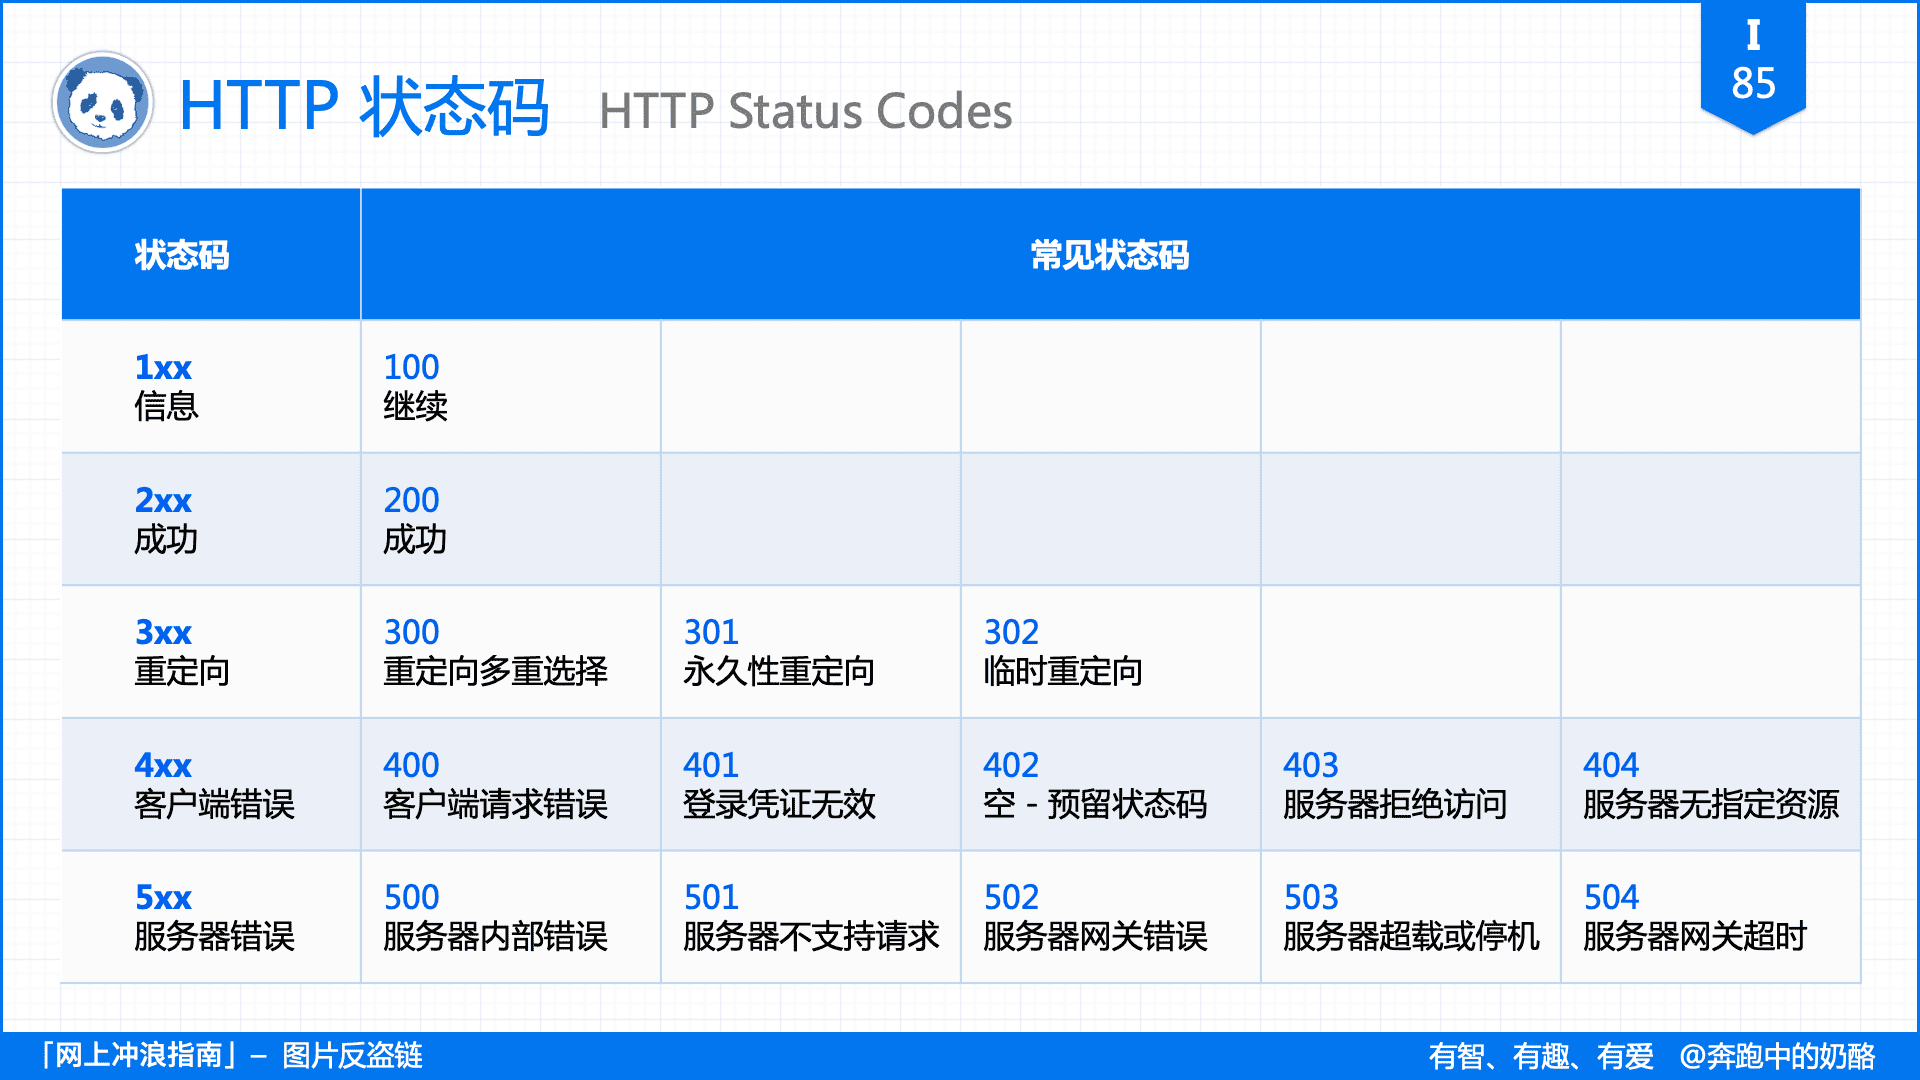 HTTP 状态码 HTTP Status Codes
I
85
状态码 常见状态码
1xx 100
信息 继续
2xx 200
成功 成功
3xx 300 301 302
重定向 重定向多重选择 永久性重定向 临时重定向
4xx 400 401 402 403 404
客户端错误 客户端请求错误 登录凭证无效 空 - 预留状态码 服务器拒绝访问 服务器无指定资源
5xx 500 501 502 503 504
服务器错误 服务器内部错误 服务器不支持请求 服务器网关错误 服务器超载或停机 服务器网关超时
「网上冲浪指南」– 图片反盗链 有智、有趣、有爱 @奔跑中的奶酪